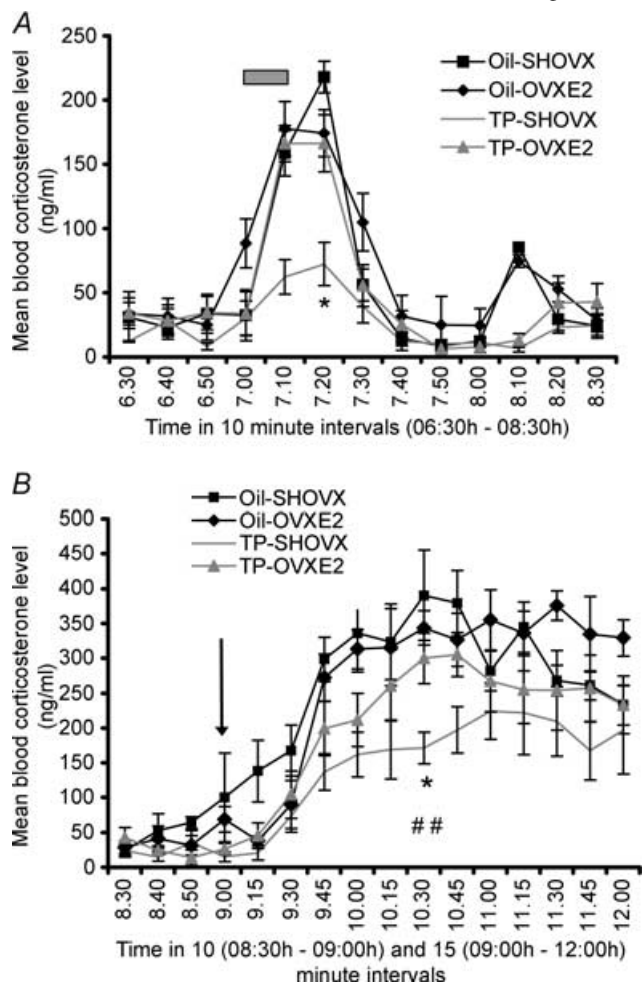 A
Mean blood corticosterone level
(ng/ml)
250
200
150
100
50
0
Oil-SHOVX
Oil-OVXE2
TP-SHOVX
TP-OVXE2
*
6.30
6.40
6.50
7.00
7.10
7.20
7.30
7.40
7.50
8.00
8.10
8.20
8.30
Time in 10 minute intervals (06:30h - 08:30h)
B
Mean blood corticosterone level
(ng/ml)
500
450
400
350
300
250
200
150
100
50
0
Oil-SHOVX
Oil-OVXE2
TP-SHOVX
TP-OVXE2
*
##
8.30
8.40
8.50
9.00
9.15
9.30
9.45
10.00
10.15
10.30
10.45
11.00
11.15
11.30
11.45
12.00
Time in 10 (08:30h - 09:00h) and 15 (09:00h - 12:00h)
minute intervals